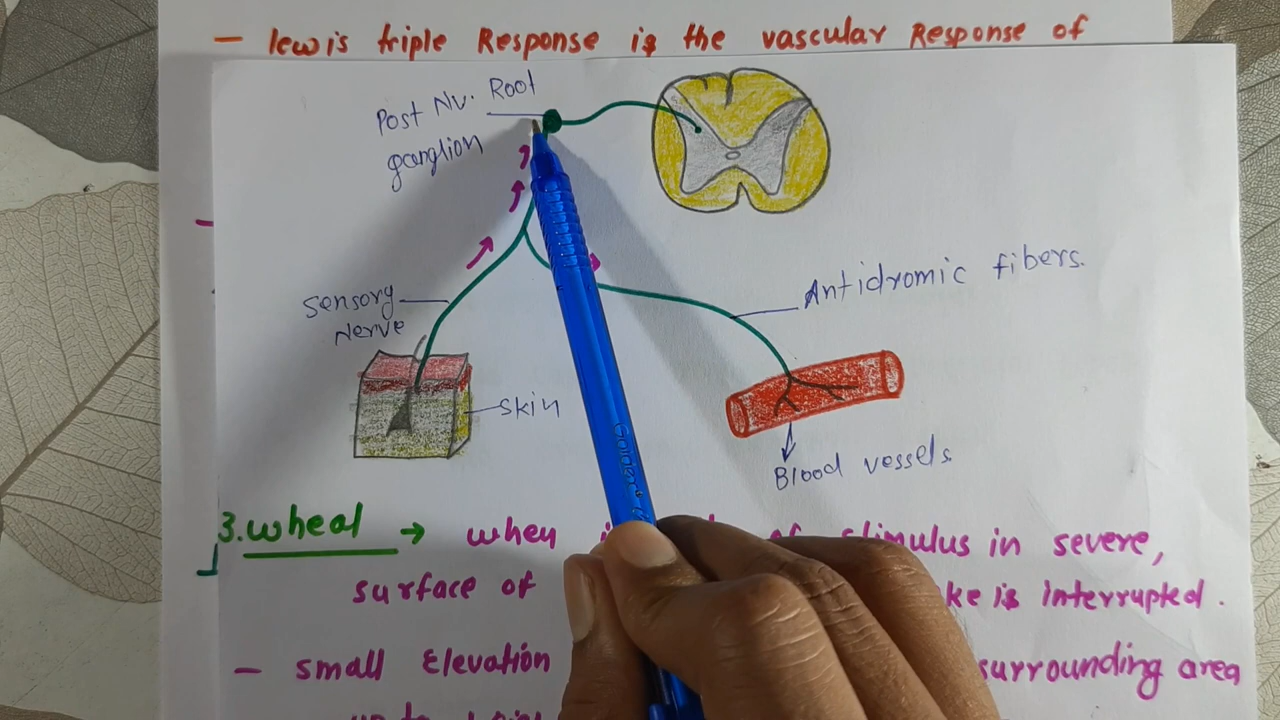 - lewis triple Response is the vascular Response of
Post Nv. Root
ganglion
Antidromic fibers.
Sensory
nerve
skin
Blood vessels.
3. wheal → when of stimulus in severe,
surface of ke is interrupted.
- small Elevation surrounding area